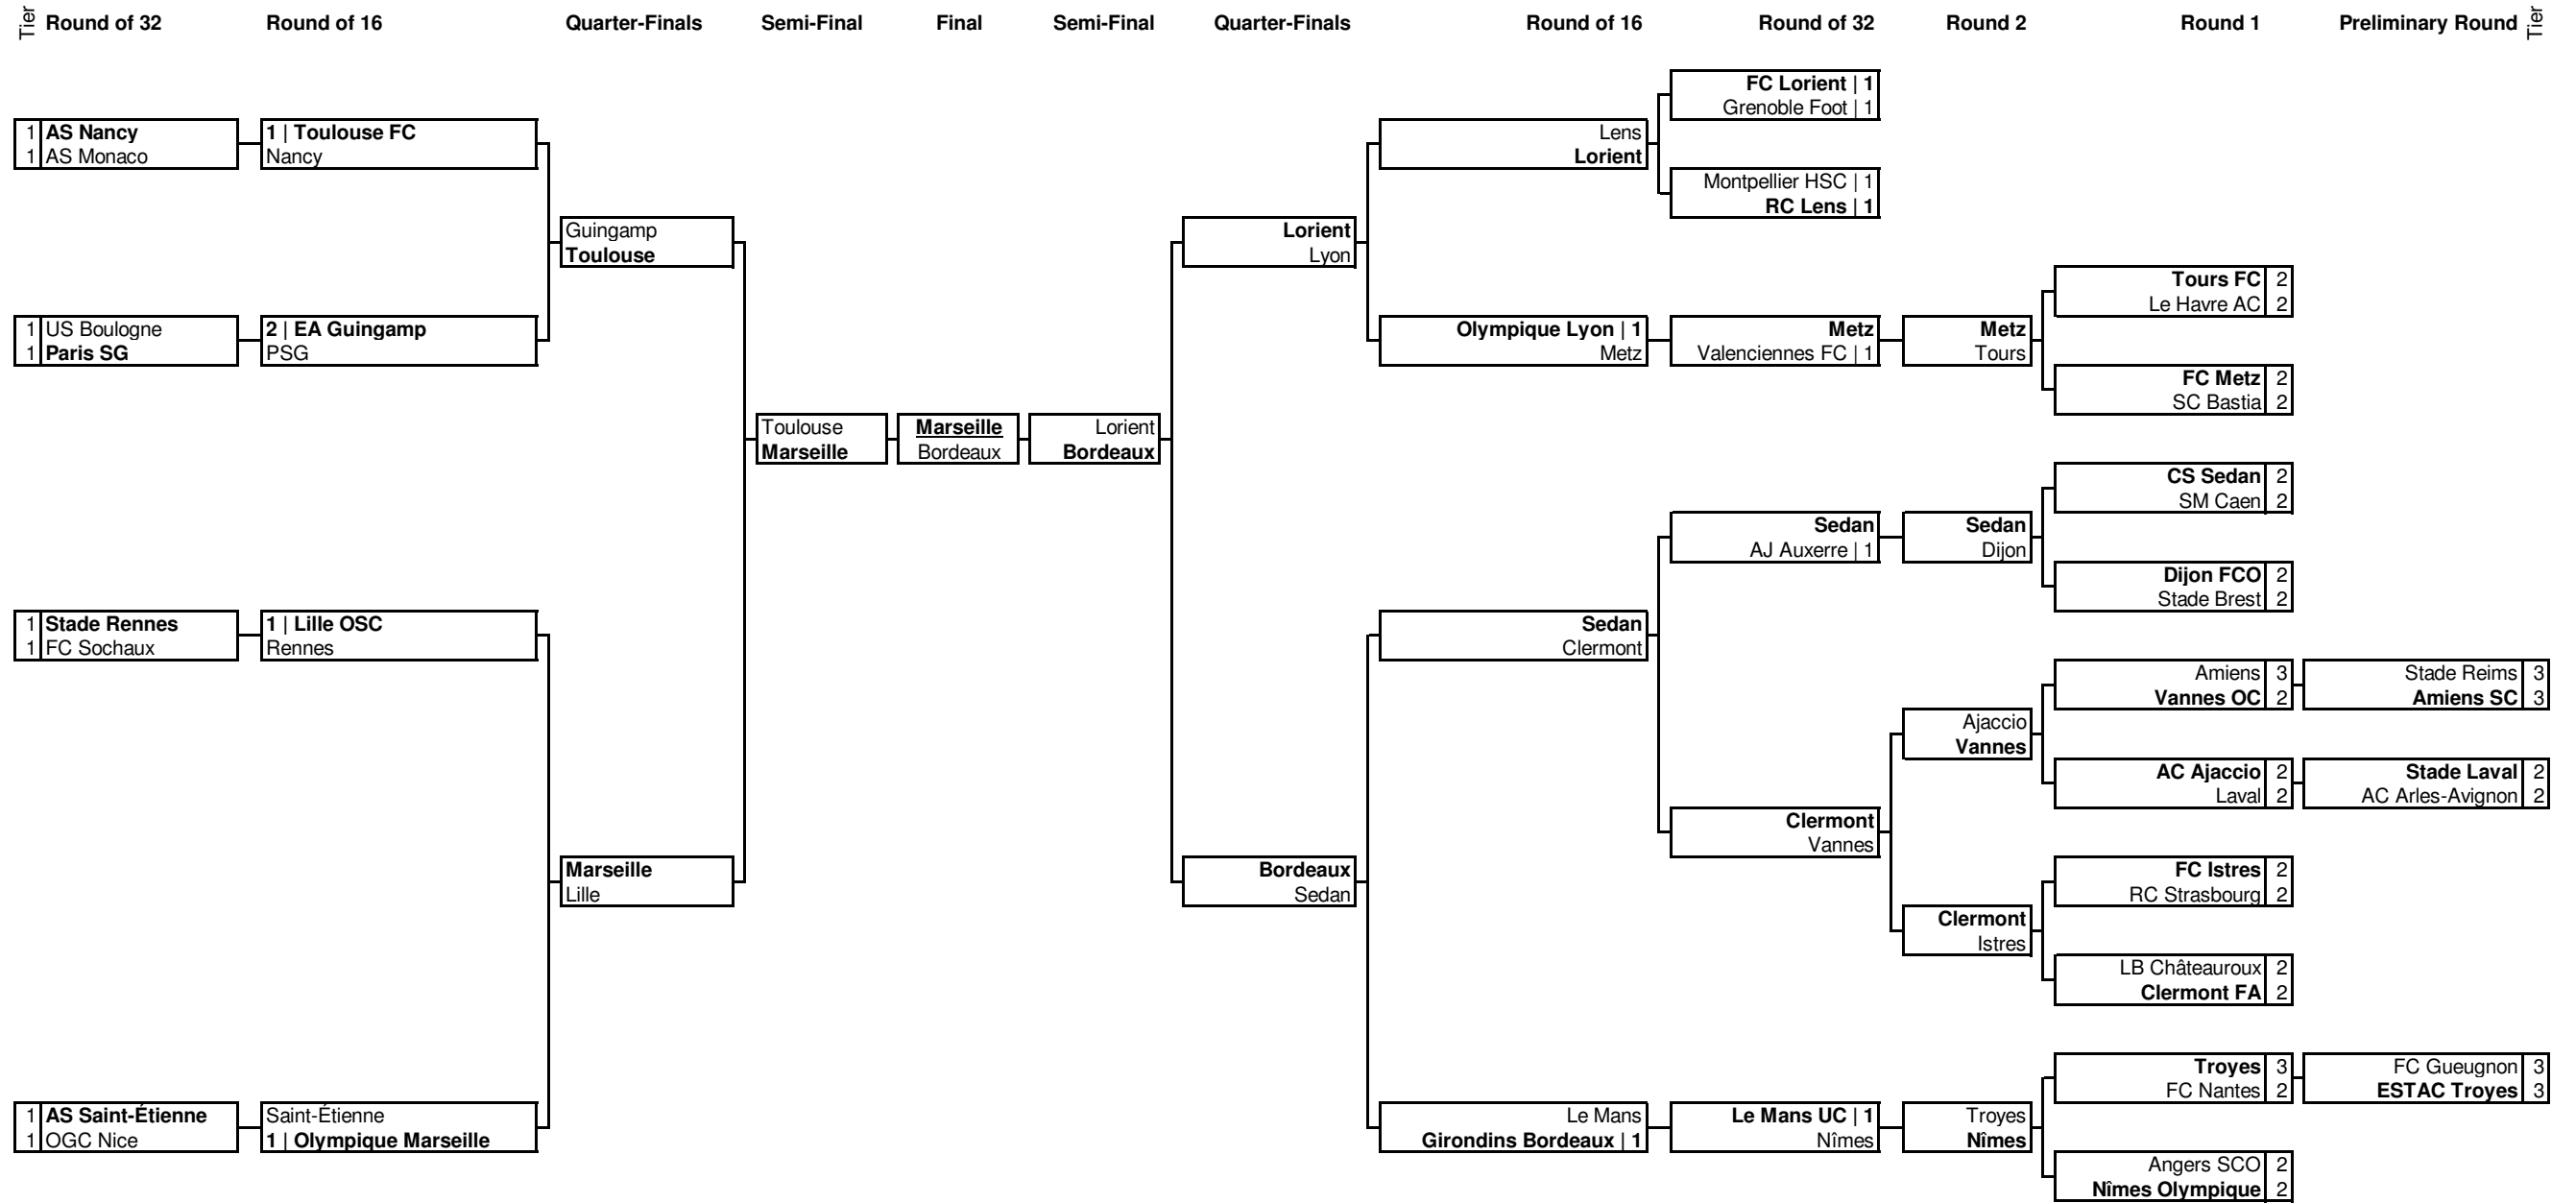 Tier Round of 32 Round of 16 Quarter-Finals Semi-Final Final Semi-Final Quarter-Finals Round of 16 Round of 32 Round 2 Round 1 Preliminary Round Tier
1 AS Nancy
1 AS Monaco
1 US Boulogne
1 Paris SG
1 Stade Rennes
1 FC Sochaux
1 AS Saint-Étienne
1 OGC Nice
1 | Toulouse FC
Nancy
2 | EA Guingamp
PSG
1 | Lille OSC
Rennes
Saint-Étienne
1 | Olympique Marseille
Guingamp
Toulouse
Marseille
Lille
Toulouse
Marseille
Marseille
Bordeaux
Lorient
Bordeaux
Lorient
Lyon
Bordeaux
Sedan
Lens
Lorient
Olympique Lyon | 1
Metz
Sedan
Clermont
Le Mans
Girondins Bordeaux | 1
FC Lorient | 1
Grenoble Foot | 1
Montpellier HSC | 1
RC Lens | 1
Metz
Valenciennes FC | 1
Sedan
AJ Auxerre | 1
Clermont
Vannes
Le Mans UC | 1
Nîmes
Metz
Tours
Sedan
Dijon
Ajaccio
Vannes
Clermont
Istres
Troyes
Nîmes
Tours FC 2
Le Havre AC 2
FC Metz 2
SC Bastia 2
CS Sedan 2
SM Caen 2
Dijon FCO 2
Stade Brest 2
Amiens 3
Vannes OC 2
AC Ajaccio 2
Laval 2
FC Istres 2
RC Strasbourg 2
LB Châteauroux 2
Clermont FA 2
Troyes 3
FC Nantes 2
Angers SCO 2
Nîmes Olympique 2
Stade Reims 3
Amiens SC 3
Stade Laval 2
AC Arles-Avignon 2
FC Gueugnon 3
ESTAC Troyes 3